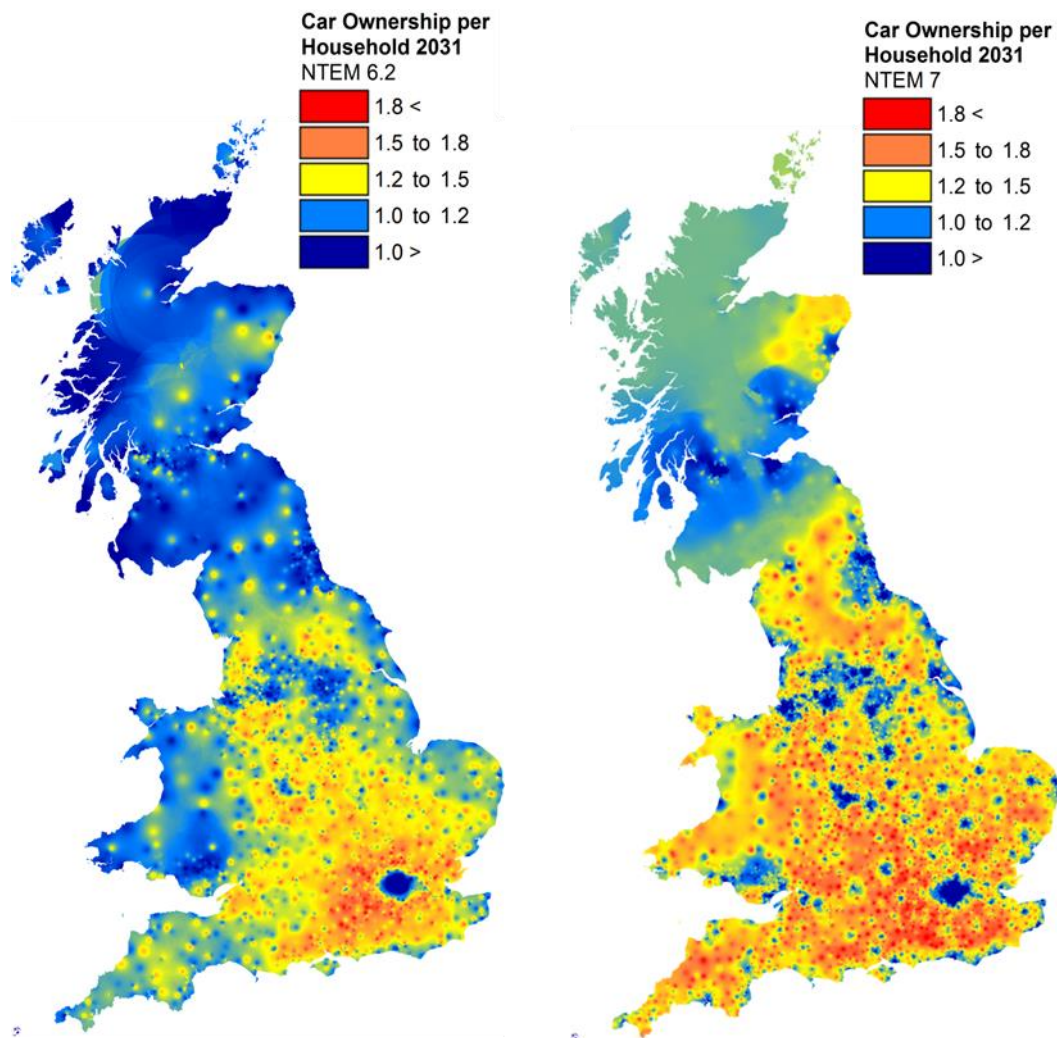 Car Ownership per
Household 2031
NTEM 6.2
1.8 <
1.5 to 1.8
1.2 to 1.5
1.0 to 1.2
1.0 >
Car Ownership per
Household 2031
NTEM 7
1.8 <
1.5 to 1.8
1.2 to 1.5
1.0 to 1.2
1.0 >